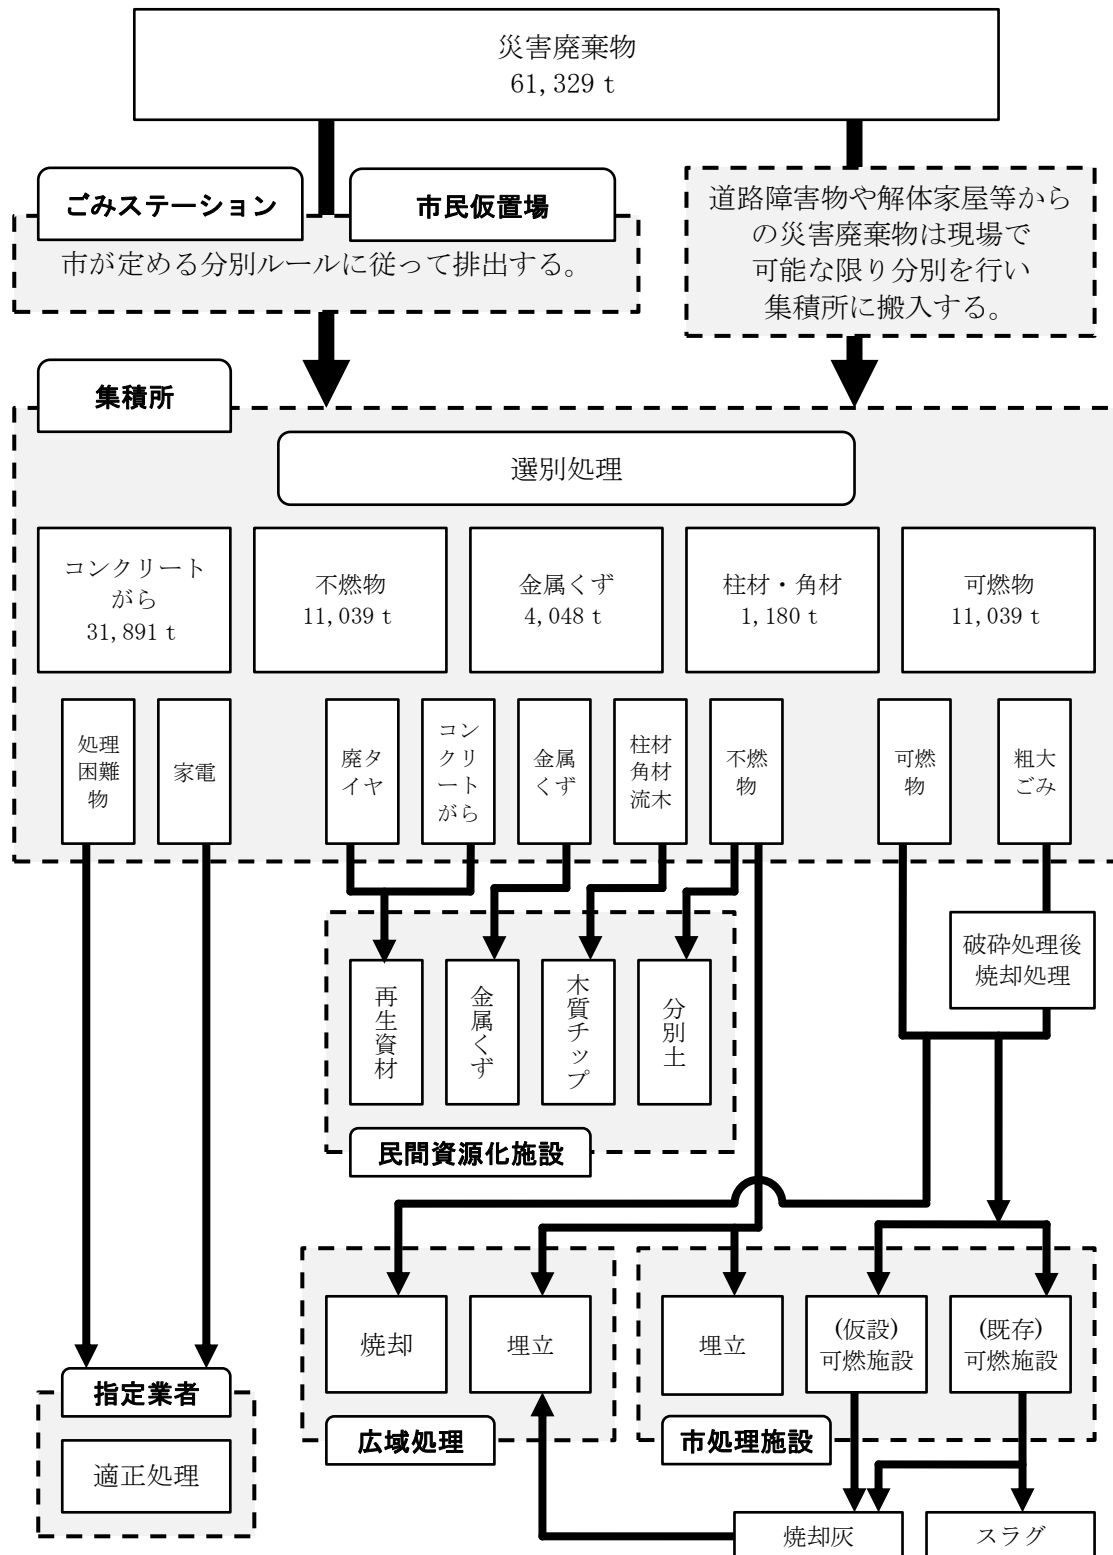 災害廃棄物
61,329 t
ごみステーション
市民仮置場
市が定める分別ルールに従って排出する。
道路障害物や解体家屋等から
の災害廃棄物は現場で
可能な限り分別を行い
集積所に搬入する。
集積所
選別処理
コンクリート
がら
31,891 t
不燃物
11,039 t
金属くず
4,048 t
柱材・角材
1,180 t
可燃物
11,039 t
処理
困難
物
家電
廃タ
イヤ
コン
クリ
ート
がら
金属
くず
柱材
角材
流木
不燃
物
可燃
物
粗大
ごみ
破砕処理後
焼却処理
再生資材
金属くず
木質チップ
分別土
民間資源化施設
焼却
埋立
広域処理
埋立
(仮設)
可燃施設
(既存)
可燃施設
市処理施設
指定業者
適正処理
焼却灰
スラグ